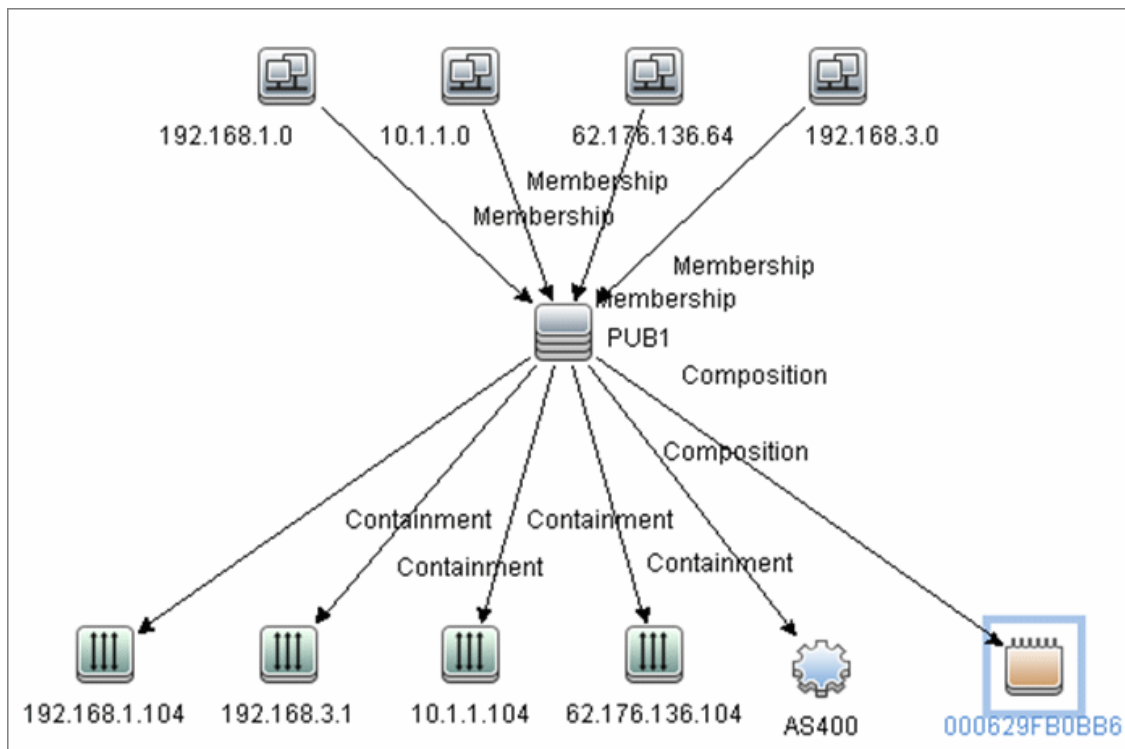 192.168.1.0
10.1.1.0
62.176.136.64
192.168.3.0
Membership
Membership
Membership
Membership
PUB1
Composition
Composition
Containment
Containment
Containment
Containment
192.168.1.104
192.168.3.1
10.1.1.104
62.176.136.104
AS400
000629FB0BB6